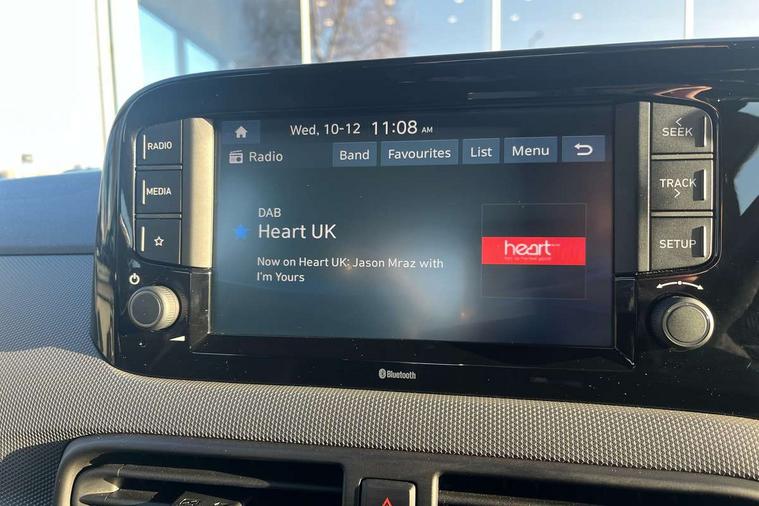 Wed, 10-12 11:08 AM
Radio Band Favourites List Menu
DAB
Heart UK
Now on Heart UK: Jason Mraz with
I'm Yours
heart
RADIO
MEDIA
SEEK
TRACK
SETUP
Bluetooth